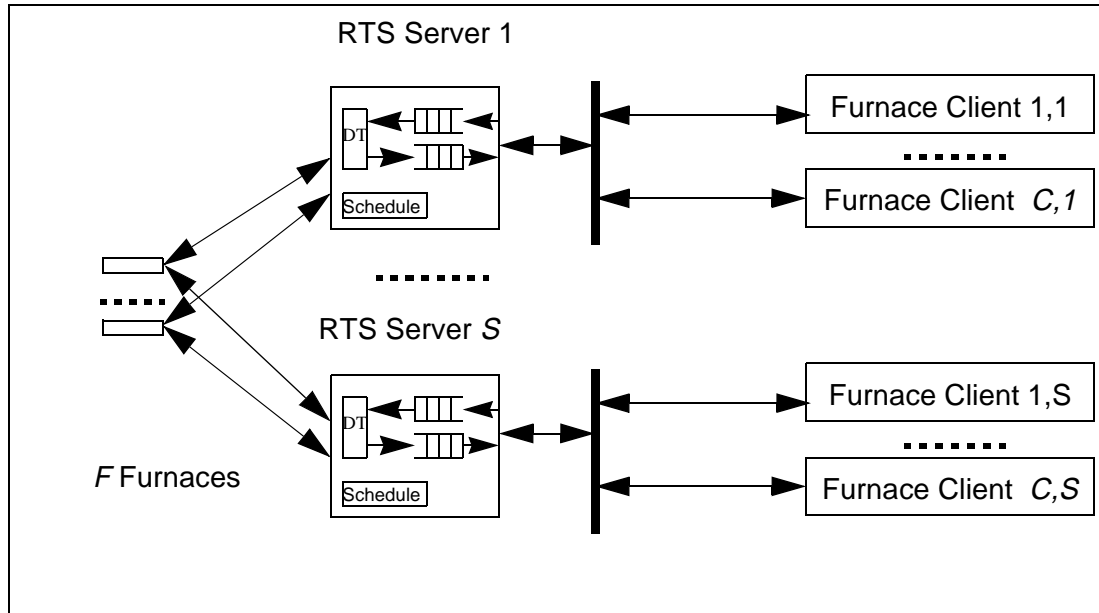 RTS Server 1
DT
Schedule
Furnace Client 1,1
Furnace Client C,1
RTS Server S
DT
Schedule
Furnace Client 1,S
Furnace Client C,S
F Furnaces